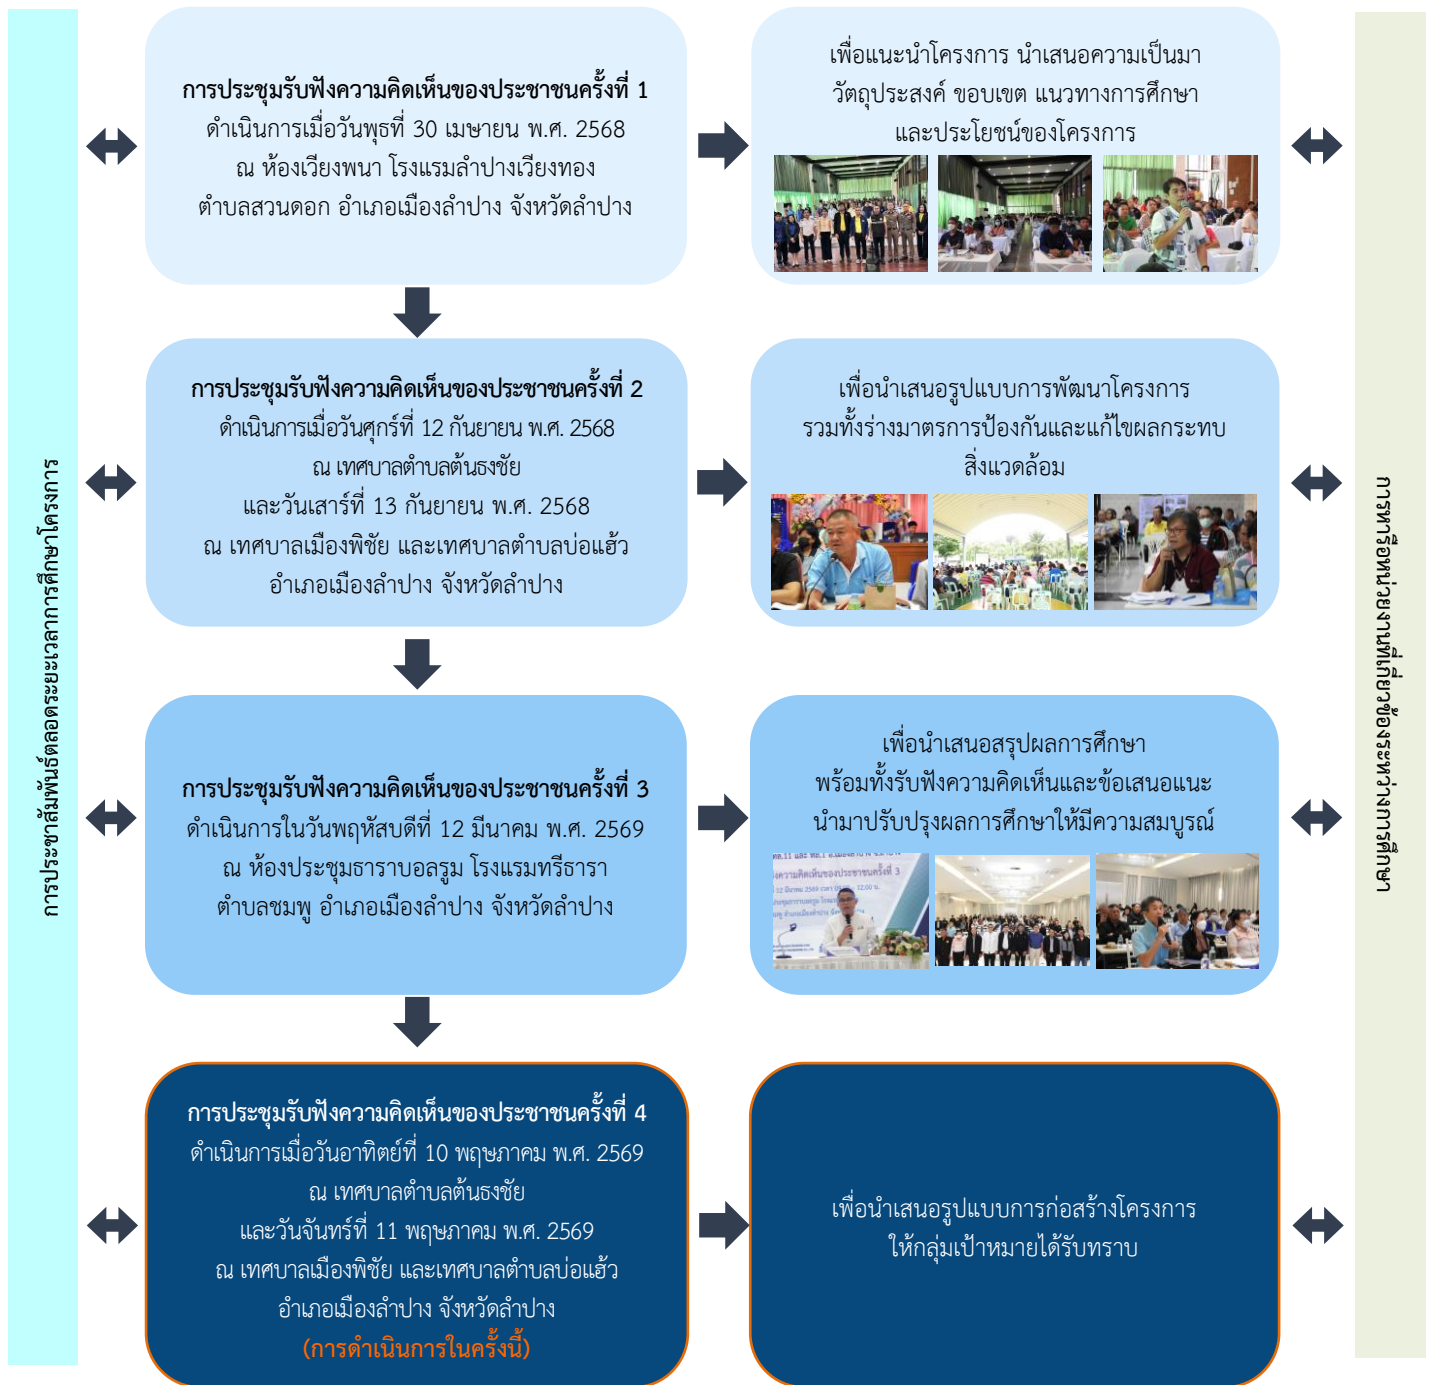 การประชาสัมพันธ์ตลอดระยะเวลาการศึกษาโครงการ
การประชุมรับฟังความคิดเห็นของประชาชนครั้งที่ 1
ดำเนินการเมื่อวันพุธที่ 30 เมษายน พ.ศ. 2568
ณ ห้องเวียงพนา โรงแรมลำปางเวียงทอง
ตำบลสวนดอก อำเภอเมืองลำปาง จังหวัดลำปาง
เพื่อแนะนำโครงการ นำเสนอความเป็นมา
วัตถุประสงค์ ขอบเขต แนวทางการศึกษา
และประโยชน์ของโครงการ
การประชุมรับฟังความคิดเห็นของประชาชนครั้งที่ 2
ดำเนินการเมื่อวันศุกร์ที่ 12 กันยายน พ.ศ. 2568
ณ เทศบาลตำบลต้นธงชัย
และวันเสาร์ที่ 13 กันยายน พ.ศ. 2568
ณ เทศบาลเมืองพิชัย และเทศบาลตำบลบ่อแฮ้ว
อำเภอเมืองลำปาง จังหวัดลำปาง
เพื่อนำเสนอรูปแบบการพัฒนาโครงการ
รวมทั้งร่างมาตรการป้องกันและแก้ไขผลกระทบ
สิ่งแวดล้อม
การประชุมรับฟังความคิดเห็นของประชาชนครั้งที่ 3
ดำเนินการในวันพฤหัสบดีที่ 12 มีนาคม พ.ศ. 2569
ณ ห้องประชุมธาราบอลรูม โรงแรมทรีธารา
ตำบลชมพู อำเภอเมืองลำปาง จังหวัดลำปาง
เพื่อนำเสนอสรุปผลการศึกษา
พร้อมทั้งรับฟังความคิดเห็นและข้อเสนอแนะ
นำมาปรับปรุงผลการศึกษาให้มีความสมบูรณ์
ความคิดเห็นของประชาชนครั้งที่ 3
12 มีนาคม 2569
การประชุมรับฟังความคิดเห็นของประชาชนครั้งที่ 4
ดำเนินการเมื่อวันอาทิตย์ที่ 10 พฤษภาคม พ.ศ. 2569
ณ เทศบาลตำบลต้นธงชัย
และวันจันทร์ที่ 11 พฤษภาคม พ.ศ. 2569
ณ เทศบาลเมืองพิชัย และเทศบาลตำบลบ่อแฮ้ว
อำเภอเมืองลำปาง จังหวัดลำปาง
(การดำเนินการในครั้งนี้)
เพื่อนำเสนอรูปแบบการก่อสร้างโครงการ
ให้กลุ่มเป้าหมายได้รับทราบ
การหารือหน่วยงานที่เกี่ยวข้องระหว่างการศึกษา